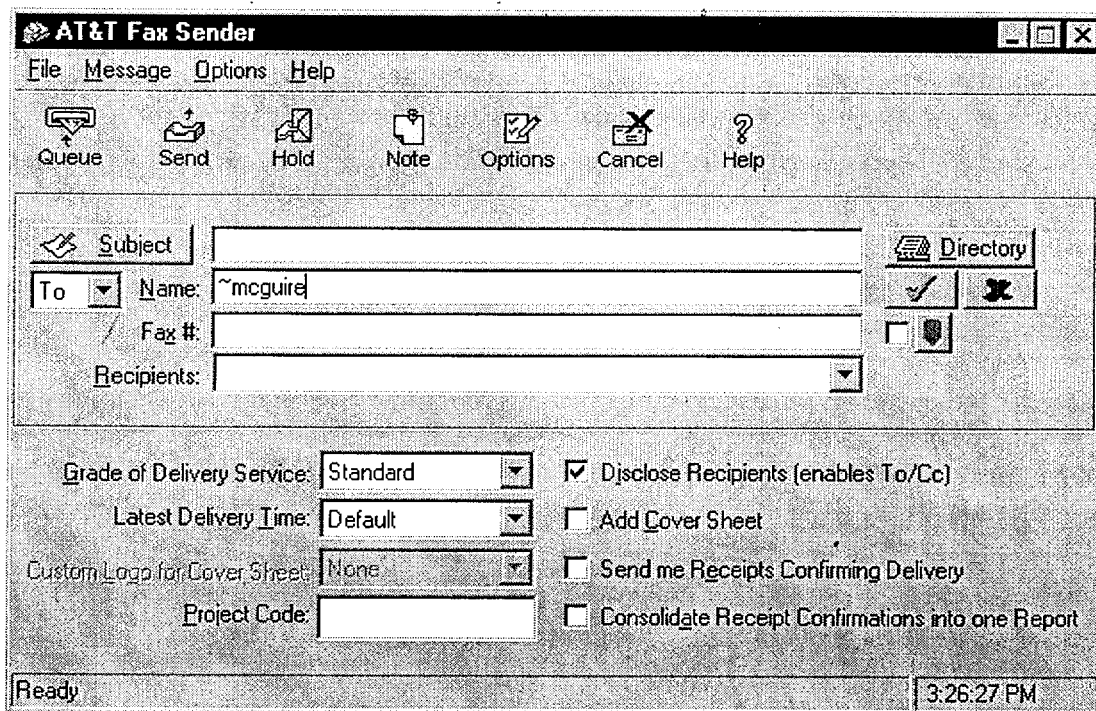 AT&T Fax Sender
File Message Options Help
Queue Send Hold Note Options Cancel Help
Subject Directory
To Name: ~mcguire
Fax #:
Recipients:
Grade of Delivery Service: Standard Disclose Recipients (enables To/Cc)
Latest Delivery Time: Default Add Cover Sheet
Custom Logo for Cover Sheet: None Send me Receipts Confirming Delivery
Project Code: Consolidate Receipt Confirmations into one Report
Ready 3:26:27 PM